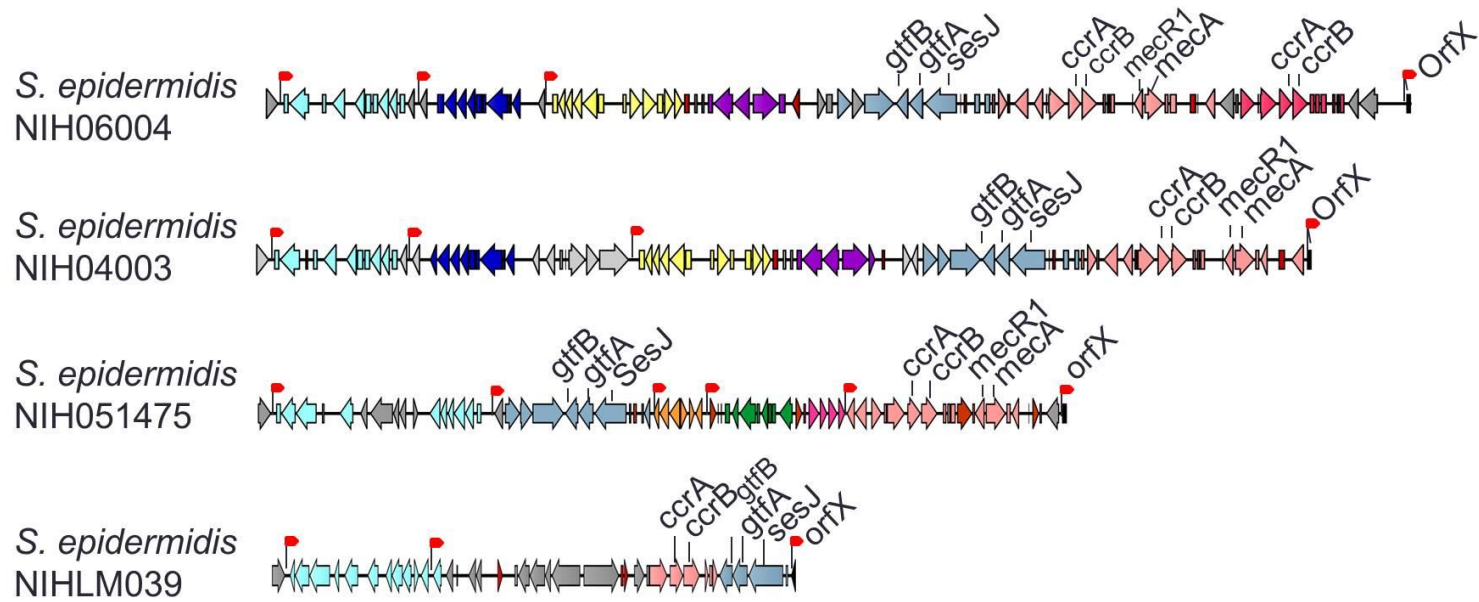 gtfB gtfA sesJ ccrA ccrB mecR1 mecA ccrA ccrB OrfX
S. epidermidis
NIH06004
gtfB gtfA sesJ ccrA ccrB mecR1 mecA OrfX
S. epidermidis
NIH04003
gtfB gtfA SesJ ccrA ccrB mecR1 mecA orfX
S. epidermidis
NIH051475
ccrA ccrB gtfB gtfA sesJ orfX
S. epidermidis
NIHLM039